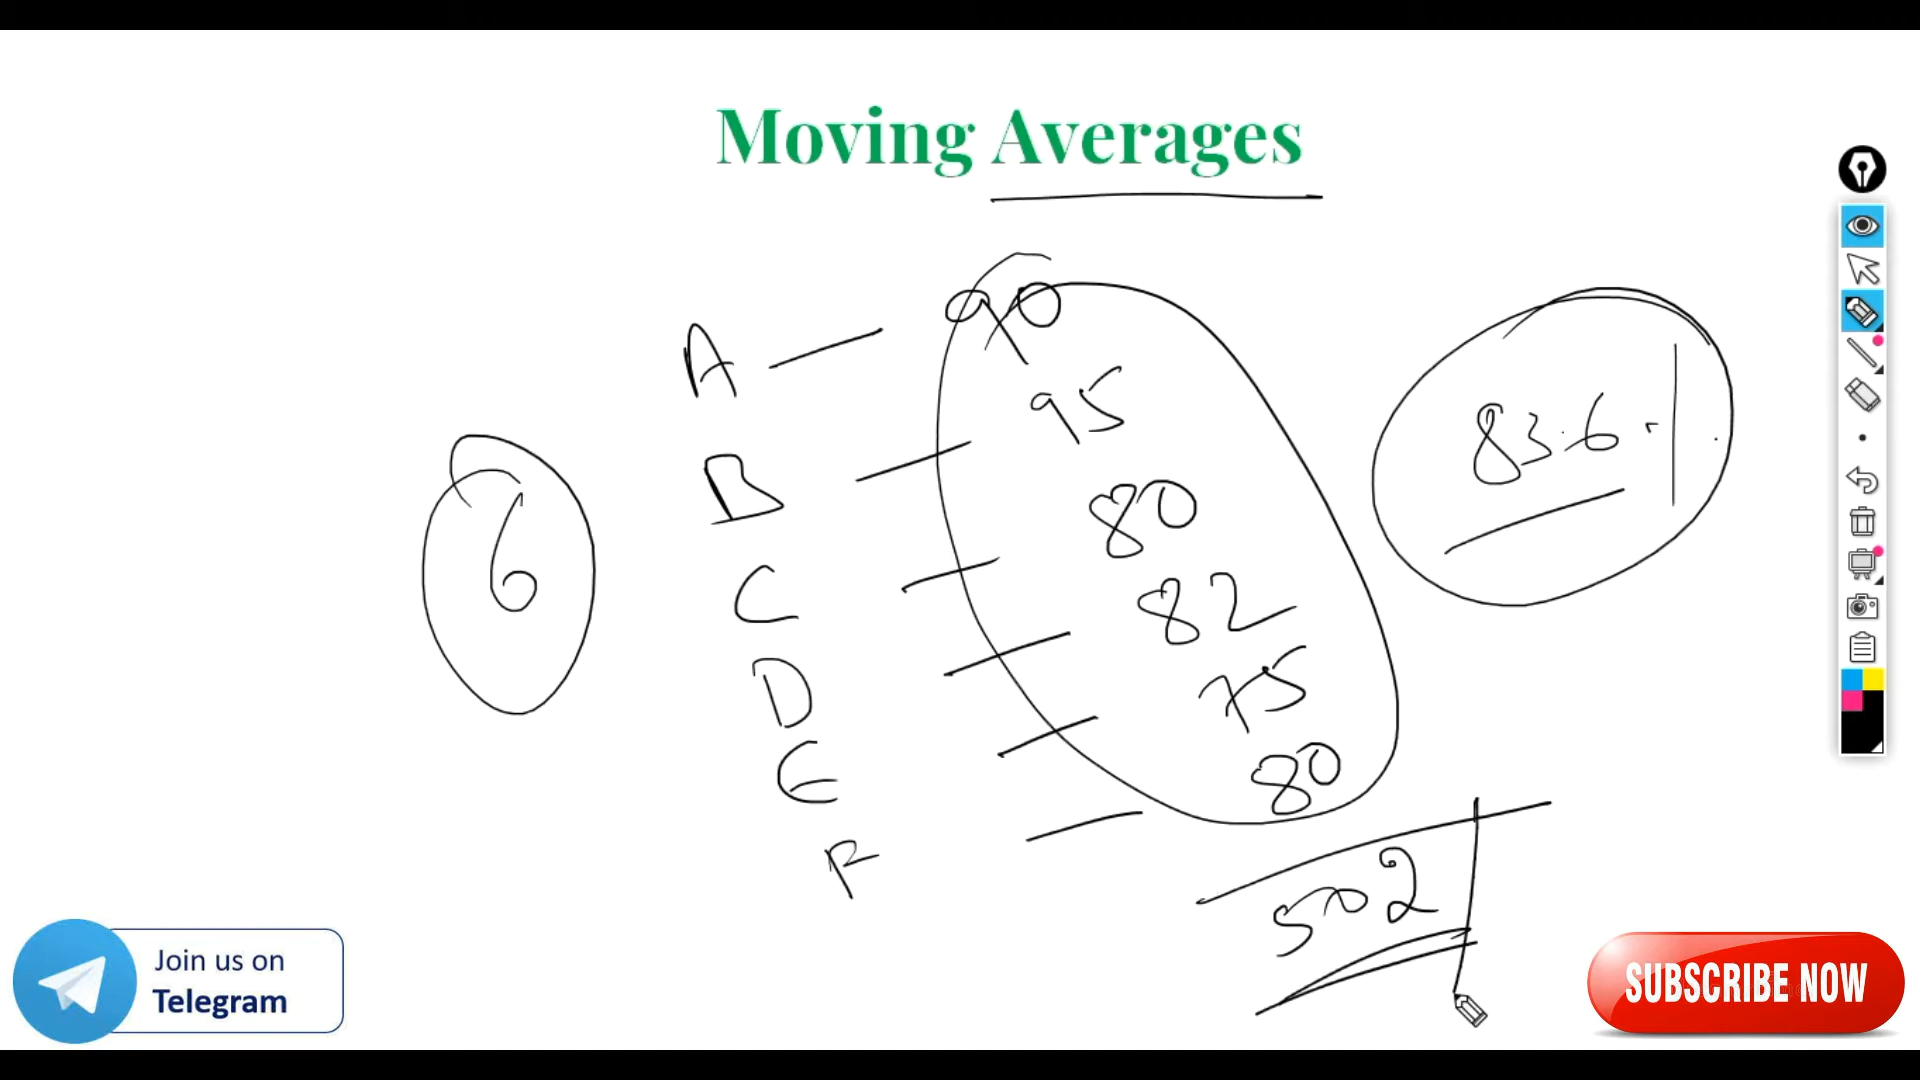 Moving Averages
A — 90
B — 95
C — 80
D — 82
E — 75
F — 80
6
83.6
502
Join us on
Telegram
SUBSCRIBE NOW